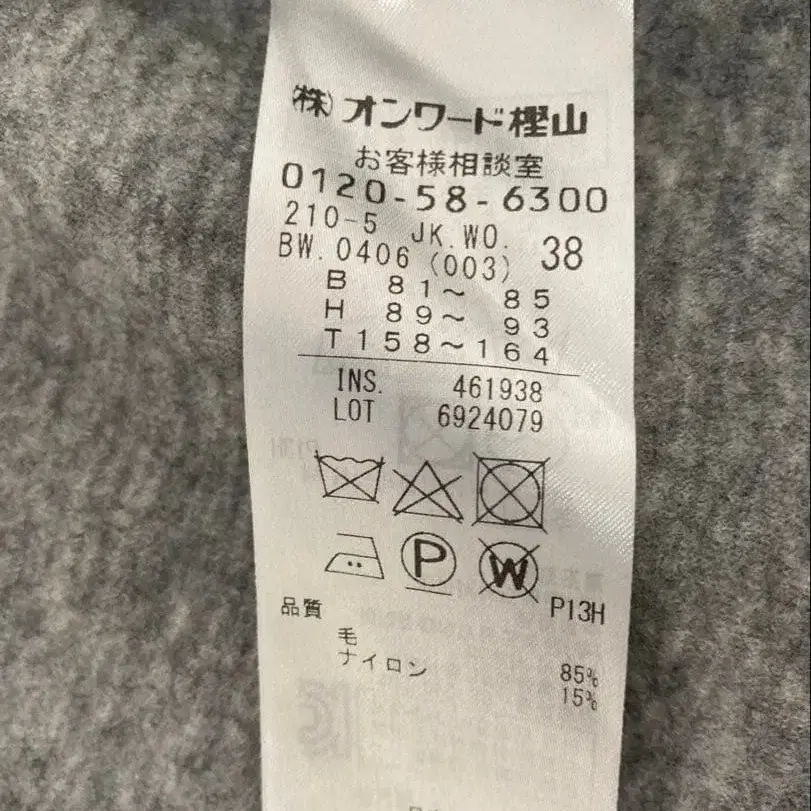 ㈱オンワード樫山
お客様相談室
0120-58-6300
210-5 JK.WO.
BW.0406 (003) 38
B 81～ 85
H 89～ 93
T158～164
INS. 461938
LOT 6924079
P
W
P13H
品質
毛 85%
ナイロン 15%